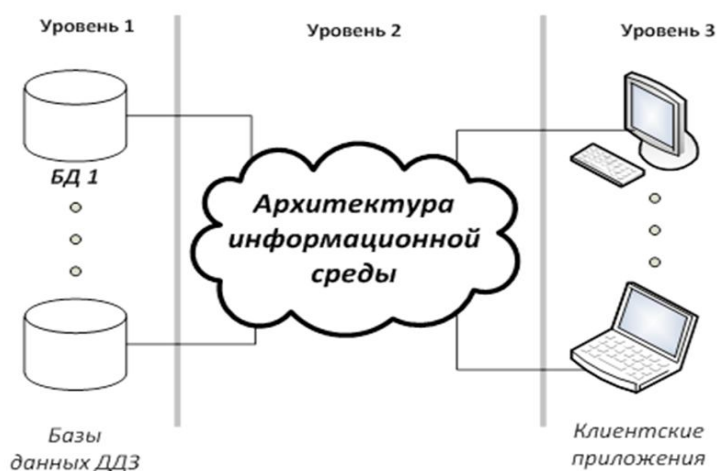 Уровень 1
Уровень 2
Уровень 3
БД 1
Архитектура
информационной
среды
Базы
данных ДДЗ
Клиентские
приложения